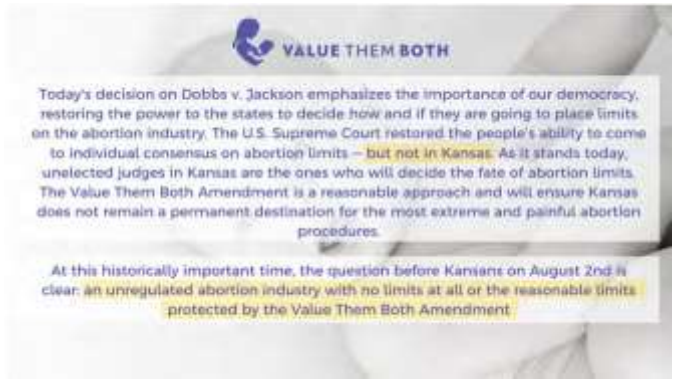 VALUE THEM BOTH
Today's decision on Dobbs v. Jackson emphasizes the importance of our democracy,
restoring the power to the states to decide how and if they are going to place limits
on the abortion industry. The U.S. Supreme Court restored the people's ability to come
to individual consensus on abortion limits – but not in Kansas. As it stands today,
unelected judges in Kansas are the ones who will decide the fate of abortion limits.
The Value Them Both Amendment is a reasonable approach and will ensure Kansas
does not remain a permanent destination for the most extreme and painful abortion
procedures.
At this historically important time, the question before Kansans on August 2nd is
clear: an unregulated abortion industry with no limits at all or the reasonable limits
protected by the Value Them Both Amendment